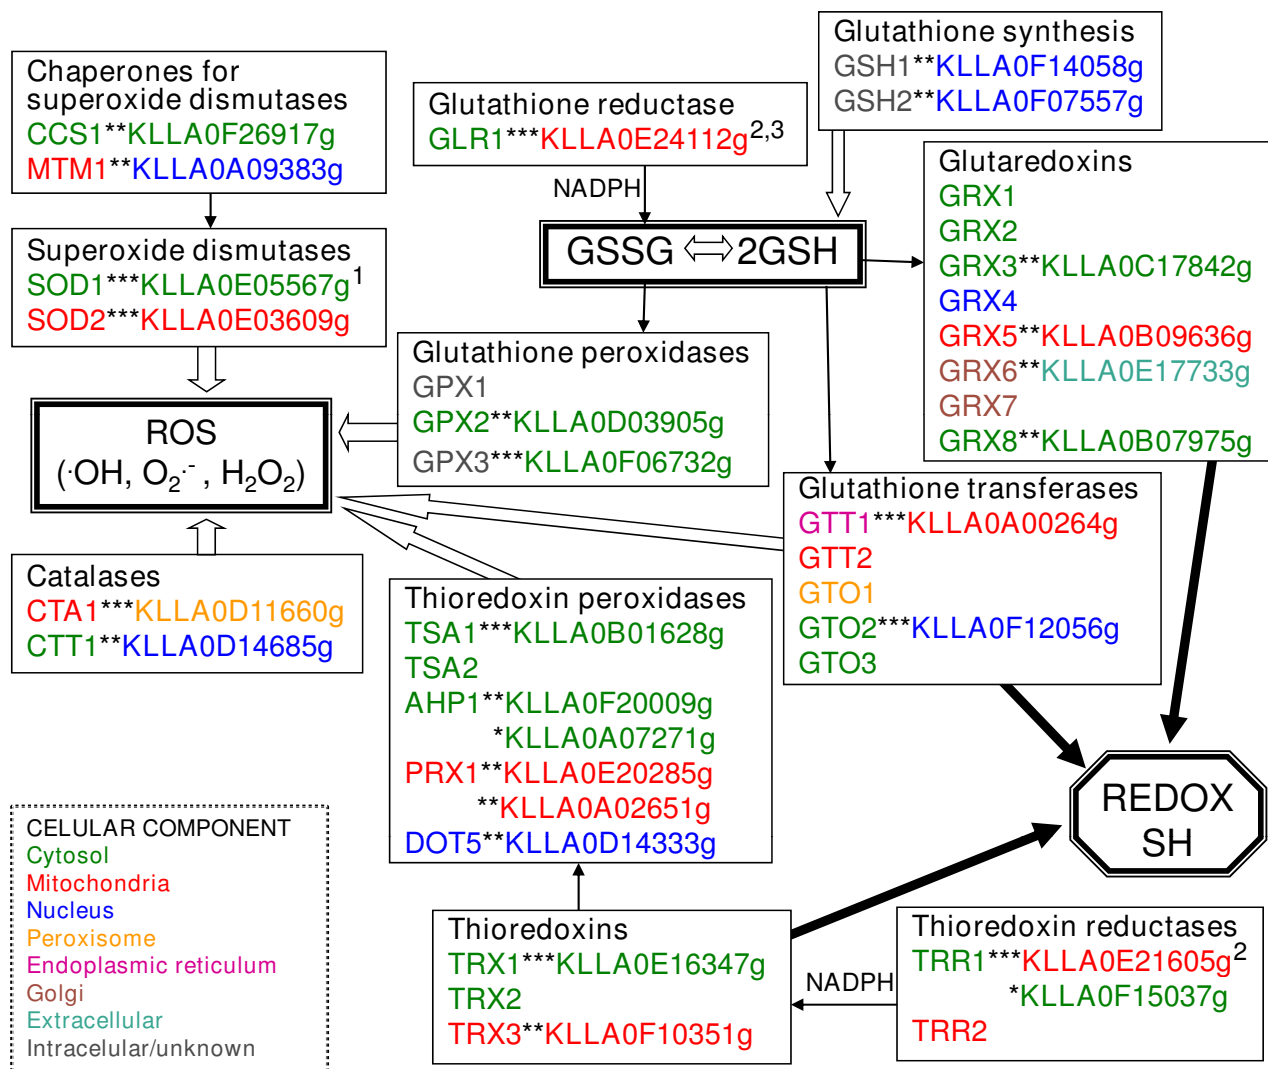 Glutathione synthesis
GSH1**KLLA0F14058g
GSH2**KLLA0F07557g
Chaperones for
superoxide dismutases
CCS1**KLLA0F26917g
MTM1**KLLA0A09383g
Glutathione reductase
GLR1***KLLA0E24112g2,3
NADPH
Glutaredoxins
GRX1
GRX2
GRX3**KLLA0C17842g
GRX4
GRX5**KLLA0B09636g
GRX6**KLLA0E17733g
GRX7
GRX8**KLLA0B07975g
GSSG ⇔ 2GSH
Superoxide dismutases
SOD1***KLLA0E05567g1
SOD2***KLLA0E03609g
Glutathione peroxidases
GPX1
GPX2**KLLA0D03905g
GPX3***KLLA0F06732g
ROS
(·OH, O2·-, H2O2)
Glutathione transferases
GTT1***KLLA0A00264g
GTT2
GTO1
GTO2***KLLA0F12056g
GTO3
Catalases
CTA1***KLLA0D11660g
CTT1**KLLA0D14685g
Thioredoxin peroxidases
TSA1***KLLA0B01628g
TSA2
AHP1**KLLA0F20009g
*KLLA0A07271g
PRX1**KLLA0E20285g
**KLLA0A02651g
DOT5**KLLA0D14333g
REDOX
SH
CELULAR COMPONENT
Cytosol
Mitochondria
Nucleus
Peroxisome
Endoplasmic reticulum
Golgi
Extracellular
Intracelular/unknown
Thioredoxins
TRX1***KLLA0E16347g
TRX2
TRX3**KLLA0F10351g
NADPH
Thioredoxin reductases
TRR1***KLLA0E21605g2
*KLLA0F15037g
TRR2